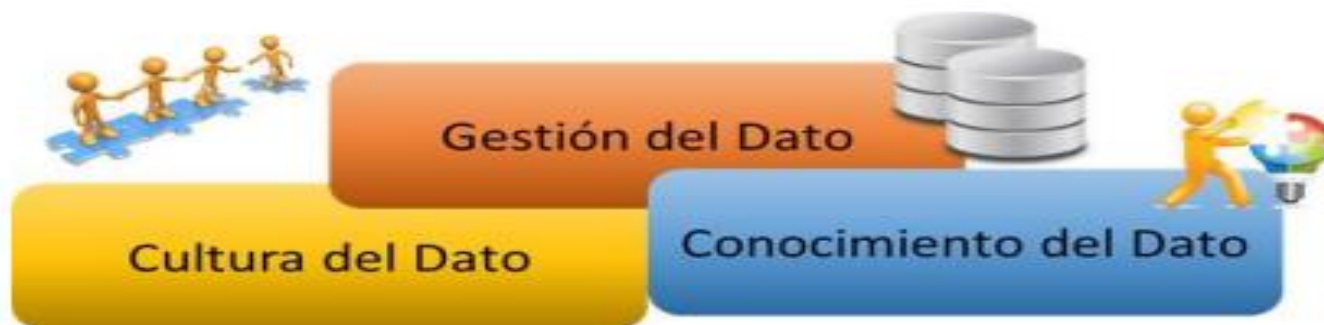 Gestión del Dato
Cultura del Dato
Conocimiento del Dato